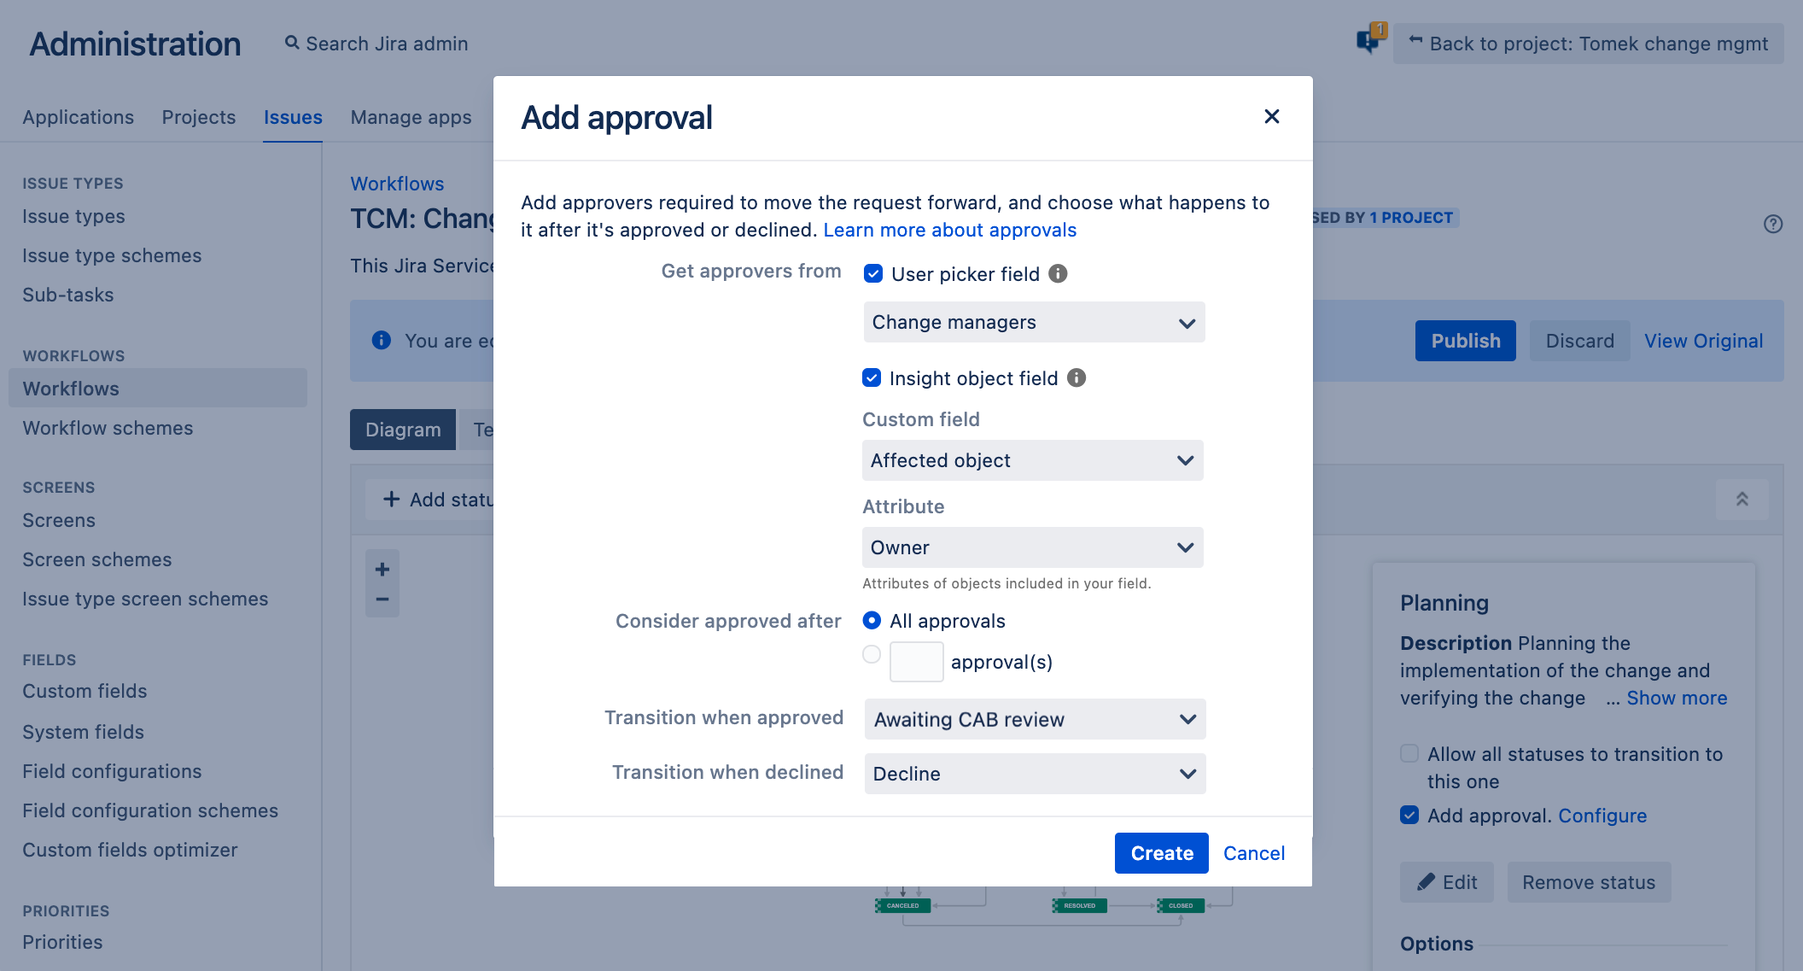 Administration
Search Jira admin
1
Back to project: Tomek change mgmt
Applications
Projects
Issues
Manage apps
ISSUE TYPES
Issue types
Issue type schemes
Sub-tasks
WORKFLOWS
Workflows
Workflow schemes
SCREENS
Screens
Screen schemes
Issue type screen schemes
FIELDS
Custom fields
System fields
Field configurations
Field configuration schemes
Custom fields optimizer
PRIORITIES
Priorities
Workflows
TCM: Chang
SED BY 1 PROJECT
This Jira Service
You are ed
Publish
Discard
View Original
Diagram
Te
Add statu
Add approval
Add approvers required to move the request forward, and choose what happens to
it after it's approved or declined. Learn more about approvals
Get approvers from
User picker field
Change managers
Insight object field
Custom field
Affected object
Attribute
Owner
Attributes of objects included in your field.
Consider approved after
All approvals
approval(s)
Transition when approved
Awaiting CAB review
Transition when declined
Decline
Create
Cancel
CANCELED
RESOLVED
CLOSED
Planning
Description Planning the
implementation of the change and
verifying the change ... Show more
Allow all statuses to transition to
this one
Add approval. Configure
Edit
Remove status
Options